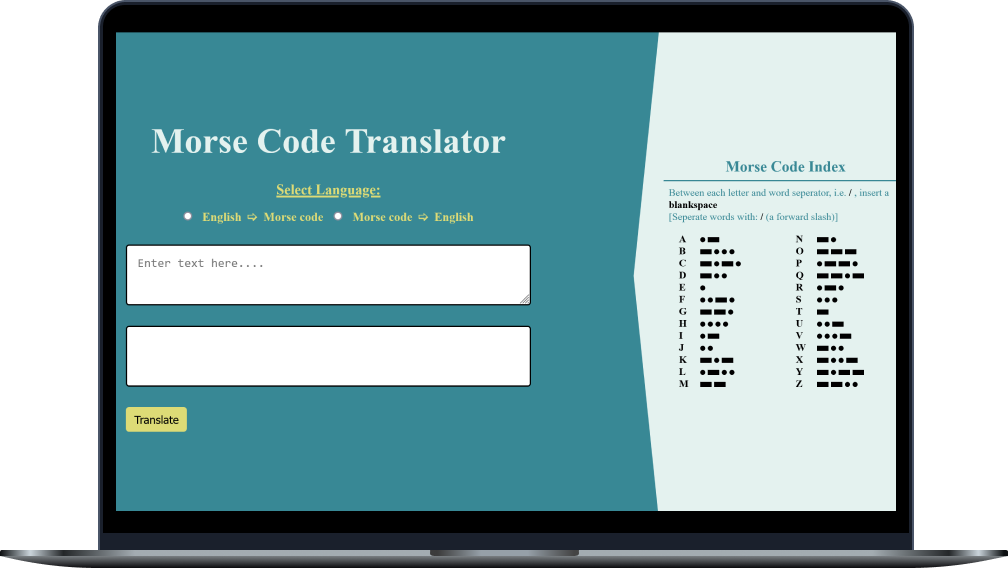 Morse Code Translator
Select Language:
English ➩ Morse code
Morse code ➩ English
Enter text here....
Translate
Morse Code Index
Between each letter and word seperator, i.e. / , insert a
blankspace
[Seperate words with: / (a forward slash)]
A ●▬ N ▬●
B ▬●●● O ▬▬▬
C ▬●▬● P ●▬▬●
D ▬●● Q ▬▬●▬
E ● R ●▬●
F ●●▬● S ●●●
G ▬▬● T ▬
H ●●●● U ●●▬
I ●▬ V ●●●▬
J ●● W ▬●●
K ▬●▬ X ▬●●▬
L ●▬●● Y ▬●▬▬
M ▬▬ Z ▬▬●●